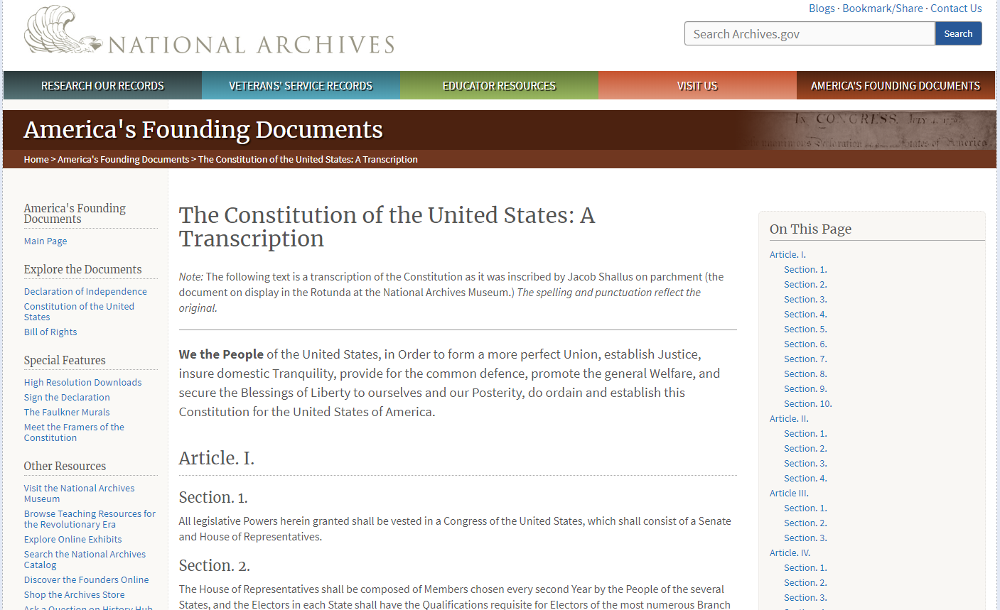 Blogs · Bookmark/Share · Contact Us
NATIONAL ARCHIVES
Search Archives.gov
Search
RESEARCH OUR RECORDS
VETERANS' SERVICE RECORDS
EDUCATOR RESOURCES
VISIT US
AMERICA'S FOUNDING DOCUMENTS
America's Founding Documents
IN CONGRESS, July 4, 1776.
States of America.
Home > America's Founding Documents > The Constitution of the United States: A Transcription
America's Founding
Documents
Main Page
Explore the Documents
Declaration of Independence
Constitution of the United
States
Bill of Rights
Special Features
High Resolution Downloads
Sign the Declaration
The Faulkner Murals
Meet the Framers of the
Constitution
Other Resources
Visit the National Archives
Museum
Browse Teaching Resources for
the Revolutionary Era
Explore Online Exhibits
Search the National Archives
Catalog
Discover the Founders Online
Shop the Archives Store
Ask a Question on History Hub
The Constitution of the United States: A
Transcription
Note: The following text is a transcription of the Constitution as it was inscribed by Jacob Shallus on parchment (the
document on display in the Rotunda at the National Archives Museum.) The spelling and punctuation reflect the
original.
We the People of the United States, in Order to form a more perfect Union, establish Justice,
insure domestic Tranquility, provide for the common defence, promote the general Welfare, and
secure the Blessings of Liberty to ourselves and our Posterity, do ordain and establish this
Constitution for the United States of America.
Article. I.
Section. 1.
All legislative Powers herein granted shall be vested in a Congress of the United States, which shall consist of a Senate
and House of Representatives.
Section. 2.
The House of Representatives shall be composed of Members chosen every second Year by the People of the several
States, and the Electors in each State shall have the Qualifications requisite for Electors of the most numerous Branch
On This Page
Article. I.
Section. 1.
Section. 2.
Section. 3.
Section. 4.
Section. 5.
Section. 6.
Section. 7.
Section. 8.
Section. 9.
Section. 10.
Article. II.
Section. 1.
Section. 2.
Section. 3.
Section. 4.
Article III.
Section. 1.
Section. 2.
Section. 3.
Article. IV.
Section. 1.
Section. 2.
Section. 3.